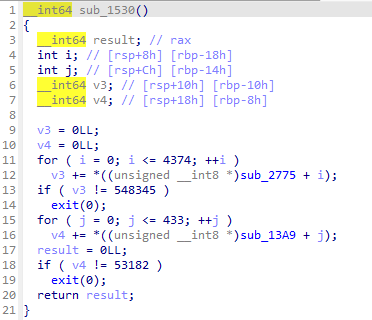 1 __int64 sub_1530()
2 {
3 __int64 result; // rax
4 int i; // [rsp+8h] [rbp-18h]
5 int j; // [rsp+Ch] [rbp-14h]
6 __int64 v3; // [rsp+10h] [rbp-10h]
7 __int64 v4; // [rsp+18h] [rbp-8h]
8
9 v3 = 0LL;
10 v4 = 0LL;
11 for ( i = 0; i <= 4374; ++i )
12 v3 += *((unsigned __int8 *)sub_2775 + i);
13 if ( v3 != 548345 )
14 exit(0);
15 for ( j = 0; j <= 433; ++j )
16 v4 += *((unsigned __int8 *)sub_13A9 + j);
17 result = 0LL;
18 if ( v4 != 53182 )
19 exit(0);
20 return result;
21 }